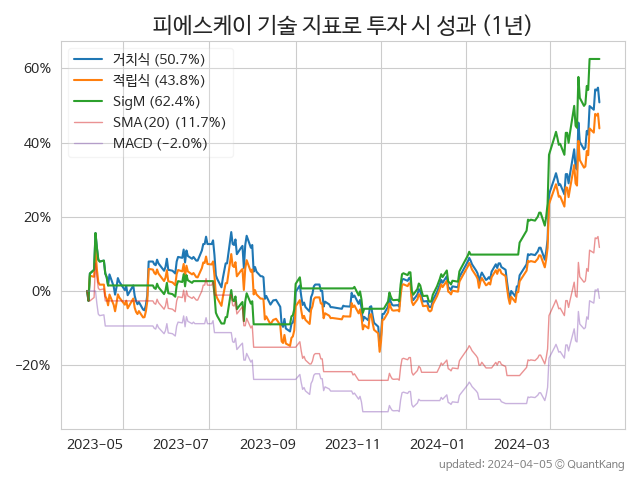 피에스케이 기술 지표로 투자 시 성과 (1년)
거치식 (50.7%)
적립식 (43.8%)
SigM (62.4%)
SMA(20) (11.7%)
MACD (−2.0%)
60%
40%
20%
0%
−20%
2023−05
2023−07
2023−09
2023−11
2024−01
2024−03
updated: 2024−04−05 © QuantKang